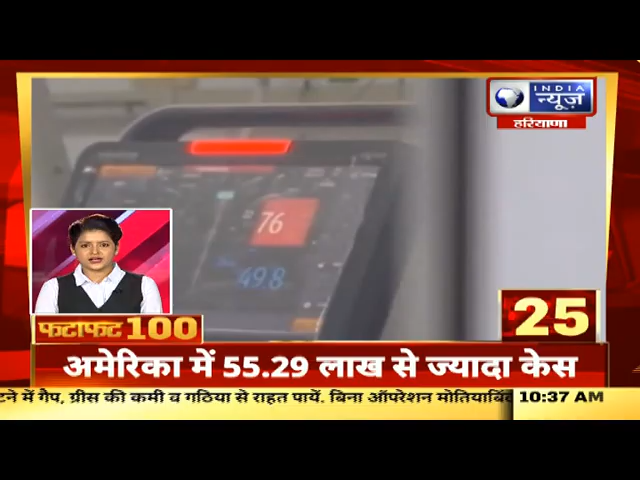 INDIA
न्यूज़
हरियाणा
76
49.8
25
फटाफट 100
अमेरिका में 55.29 लाख से ज्यादा केस
टने में गैप, ग्रीस की कमी व गठिया से राहत पायें. बिना ऑपरेशन मोतियाबिंद
10:37 AM